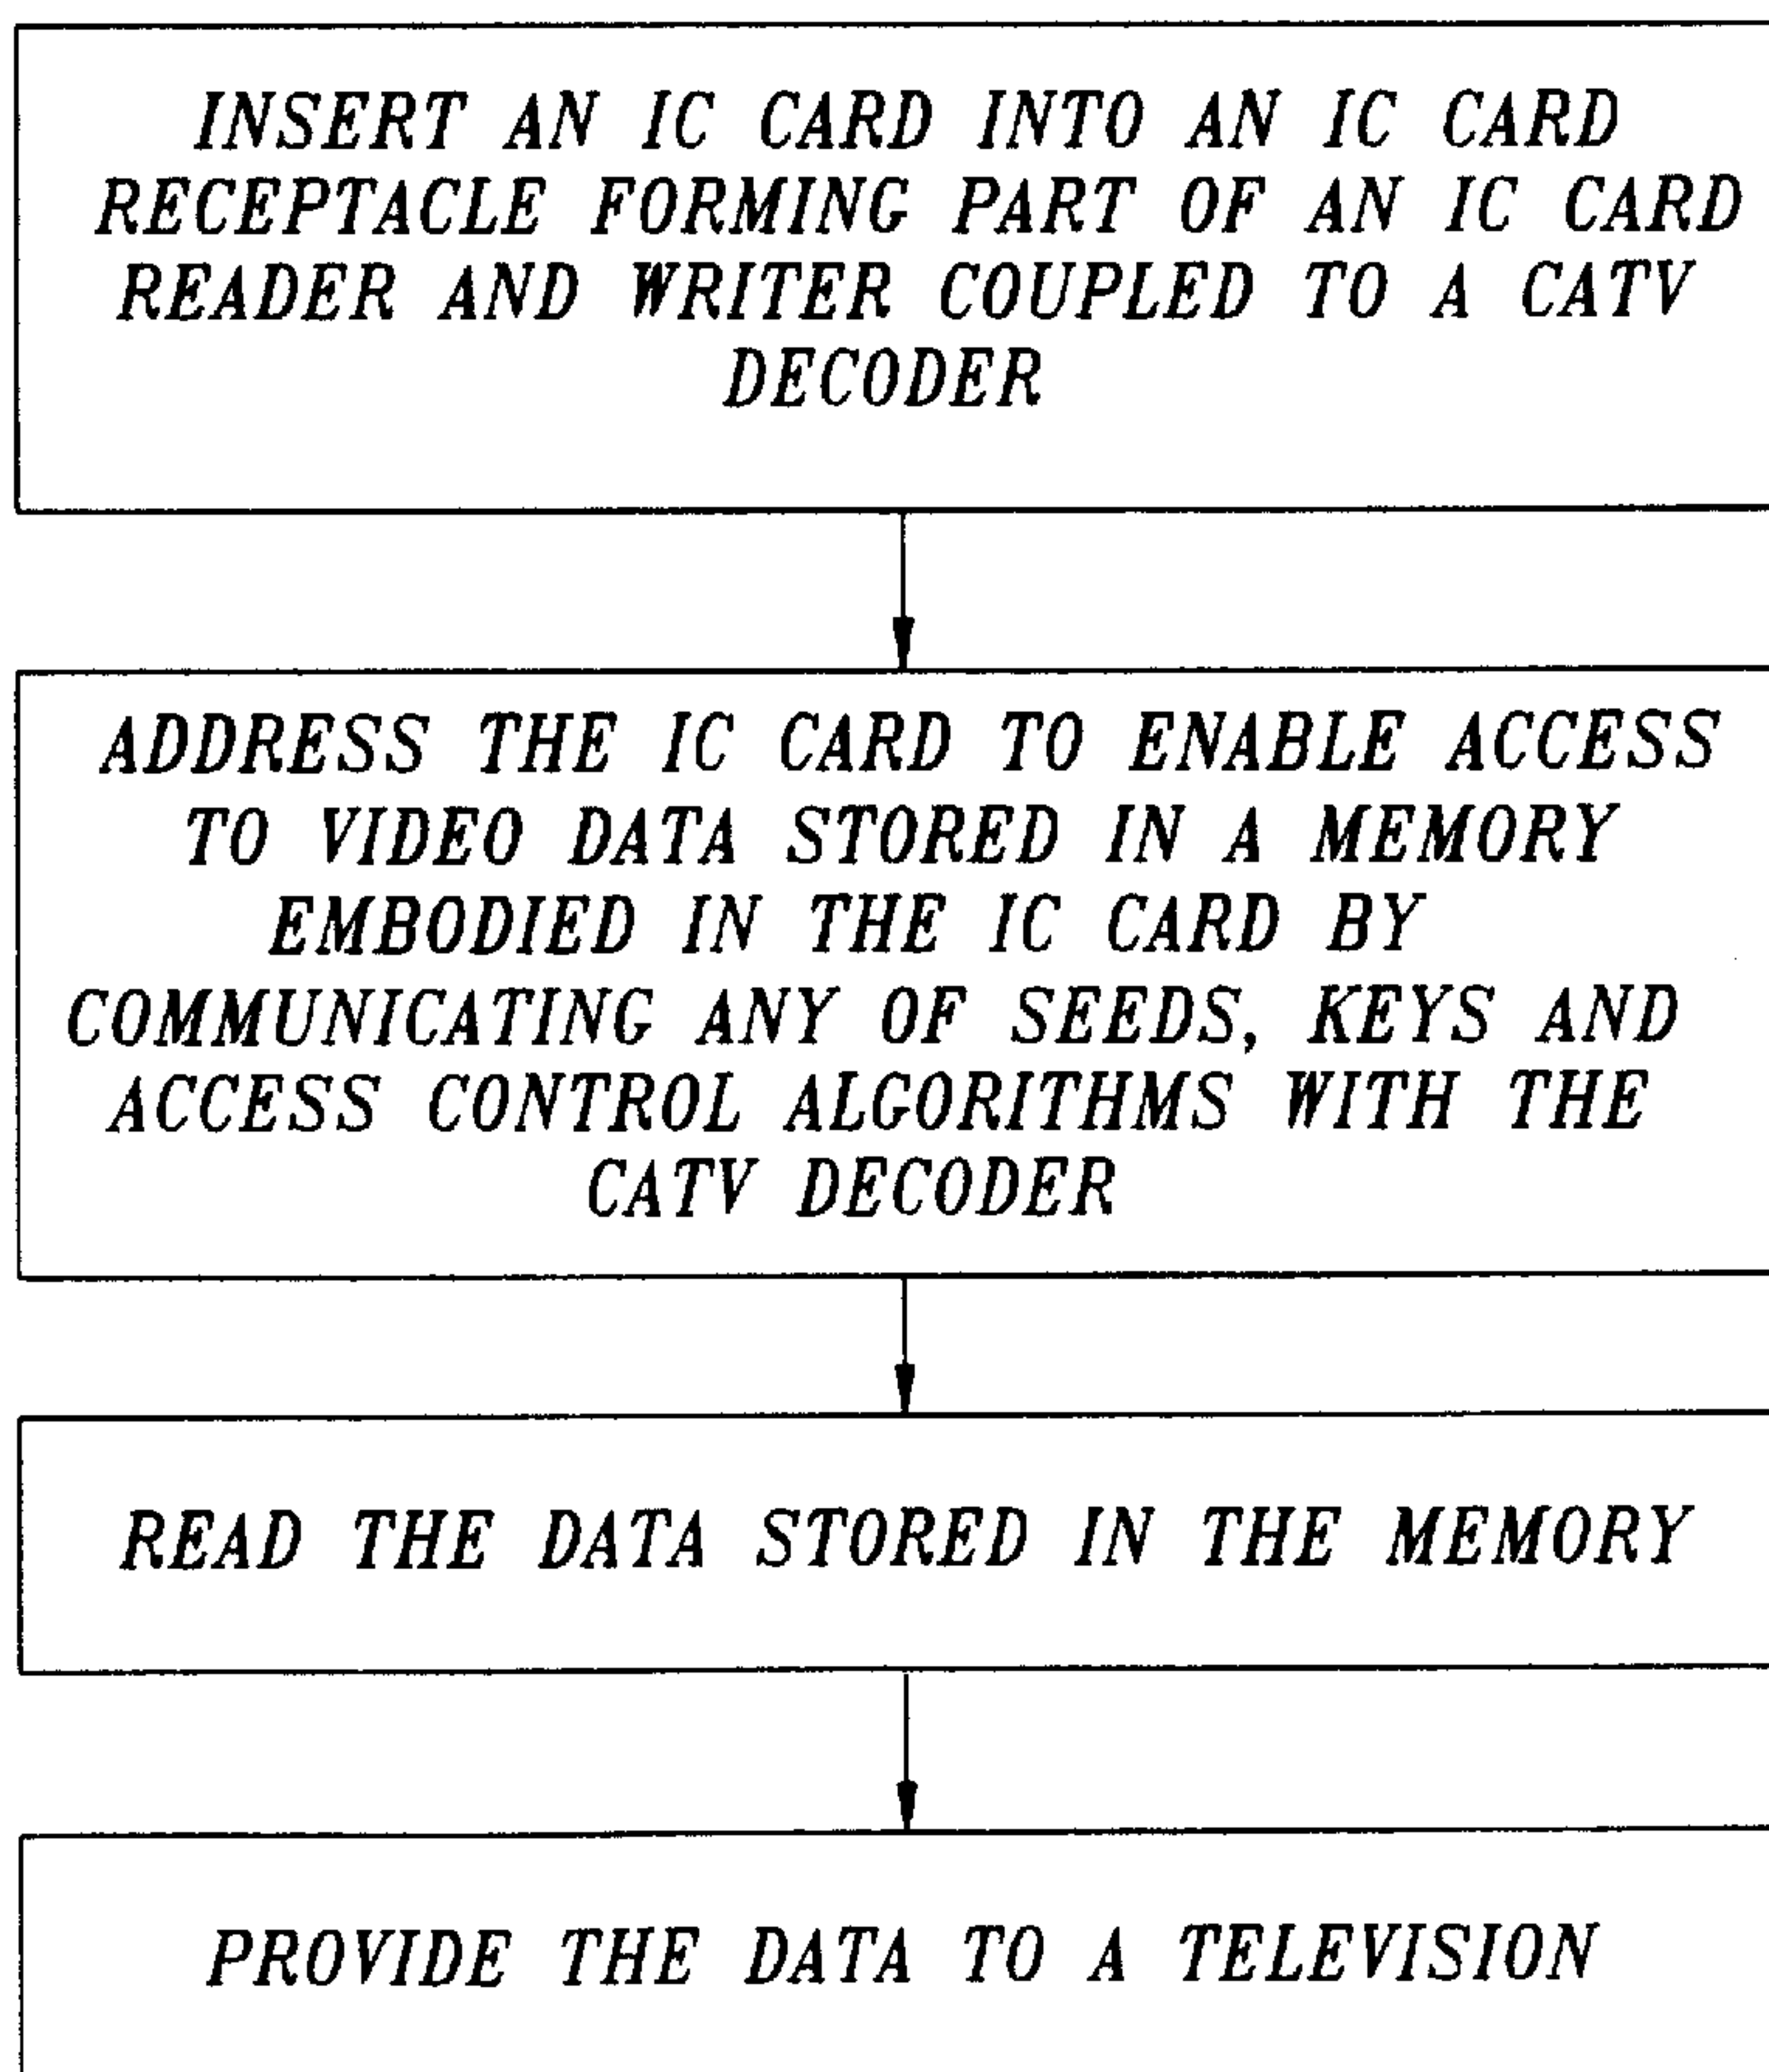 INSERT AN IC CARD INTO AN IC CARD
RECEPTACLE FORMING PART OF AN IC CARD
READER AND WRITER COUPLED TO A CATV
DECODER
ADDRESS THE IC CARD TO ENABLE ACCESS
TO VIDEO DATA STORED IN A MEMORY
EMBODIED IN THE IC CARD BY
COMMUNICATING ANY OF SEEDS, KEYS AND
ACCESS CONTROL ALGORITHMS WITH THE
CATV DECODER
READ THE DATA STORED IN THE MEMORY
PROVIDE THE DATA TO A TELEVISION